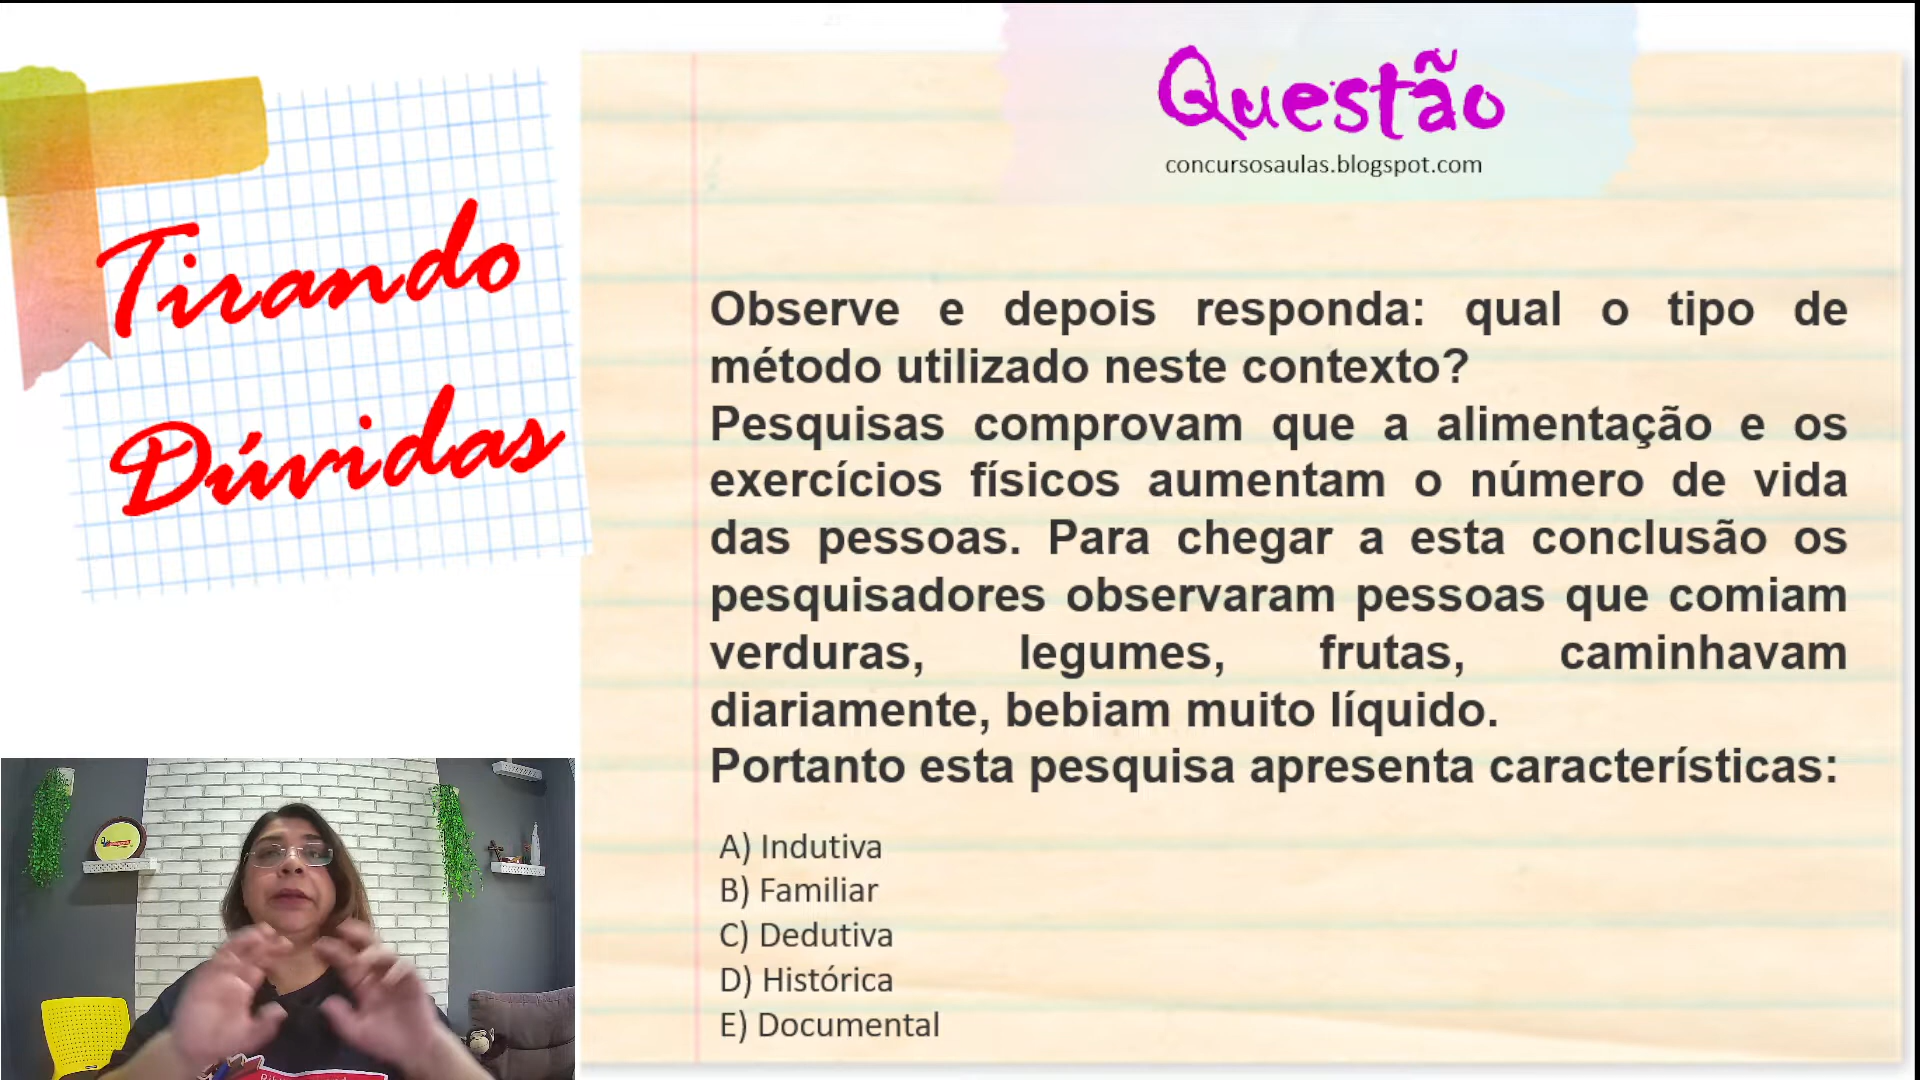 Tirando
Dúvidas
Questão
concursosaulas.blogspot.com
Observe e depois responda: qual o tipo de
método utilizado neste contexto?
Pesquisas comprovam que a alimentação e os
exercícios físicos aumentam o número de vida
das pessoas. Para chegar a esta conclusão os
pesquisadores observaram pessoas que comiam
verduras, legumes, frutas, caminhavam
diariamente, bebiam muito líquido.
Portanto esta pesquisa apresenta características:
A) Indutiva
B) Familiar
C) Dedutiva
D) Histórica
E) Documental